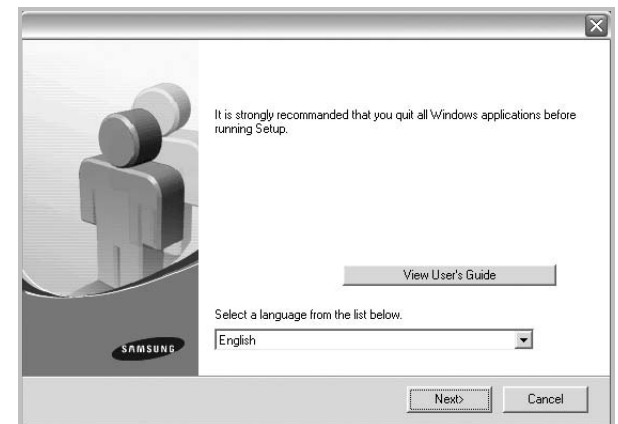 It is strongly recommanded that you quit all Windows applications before
running Setup.
View User's Guide
Select a language from the list below.
English
SAMSUNG
Next>
Cancel